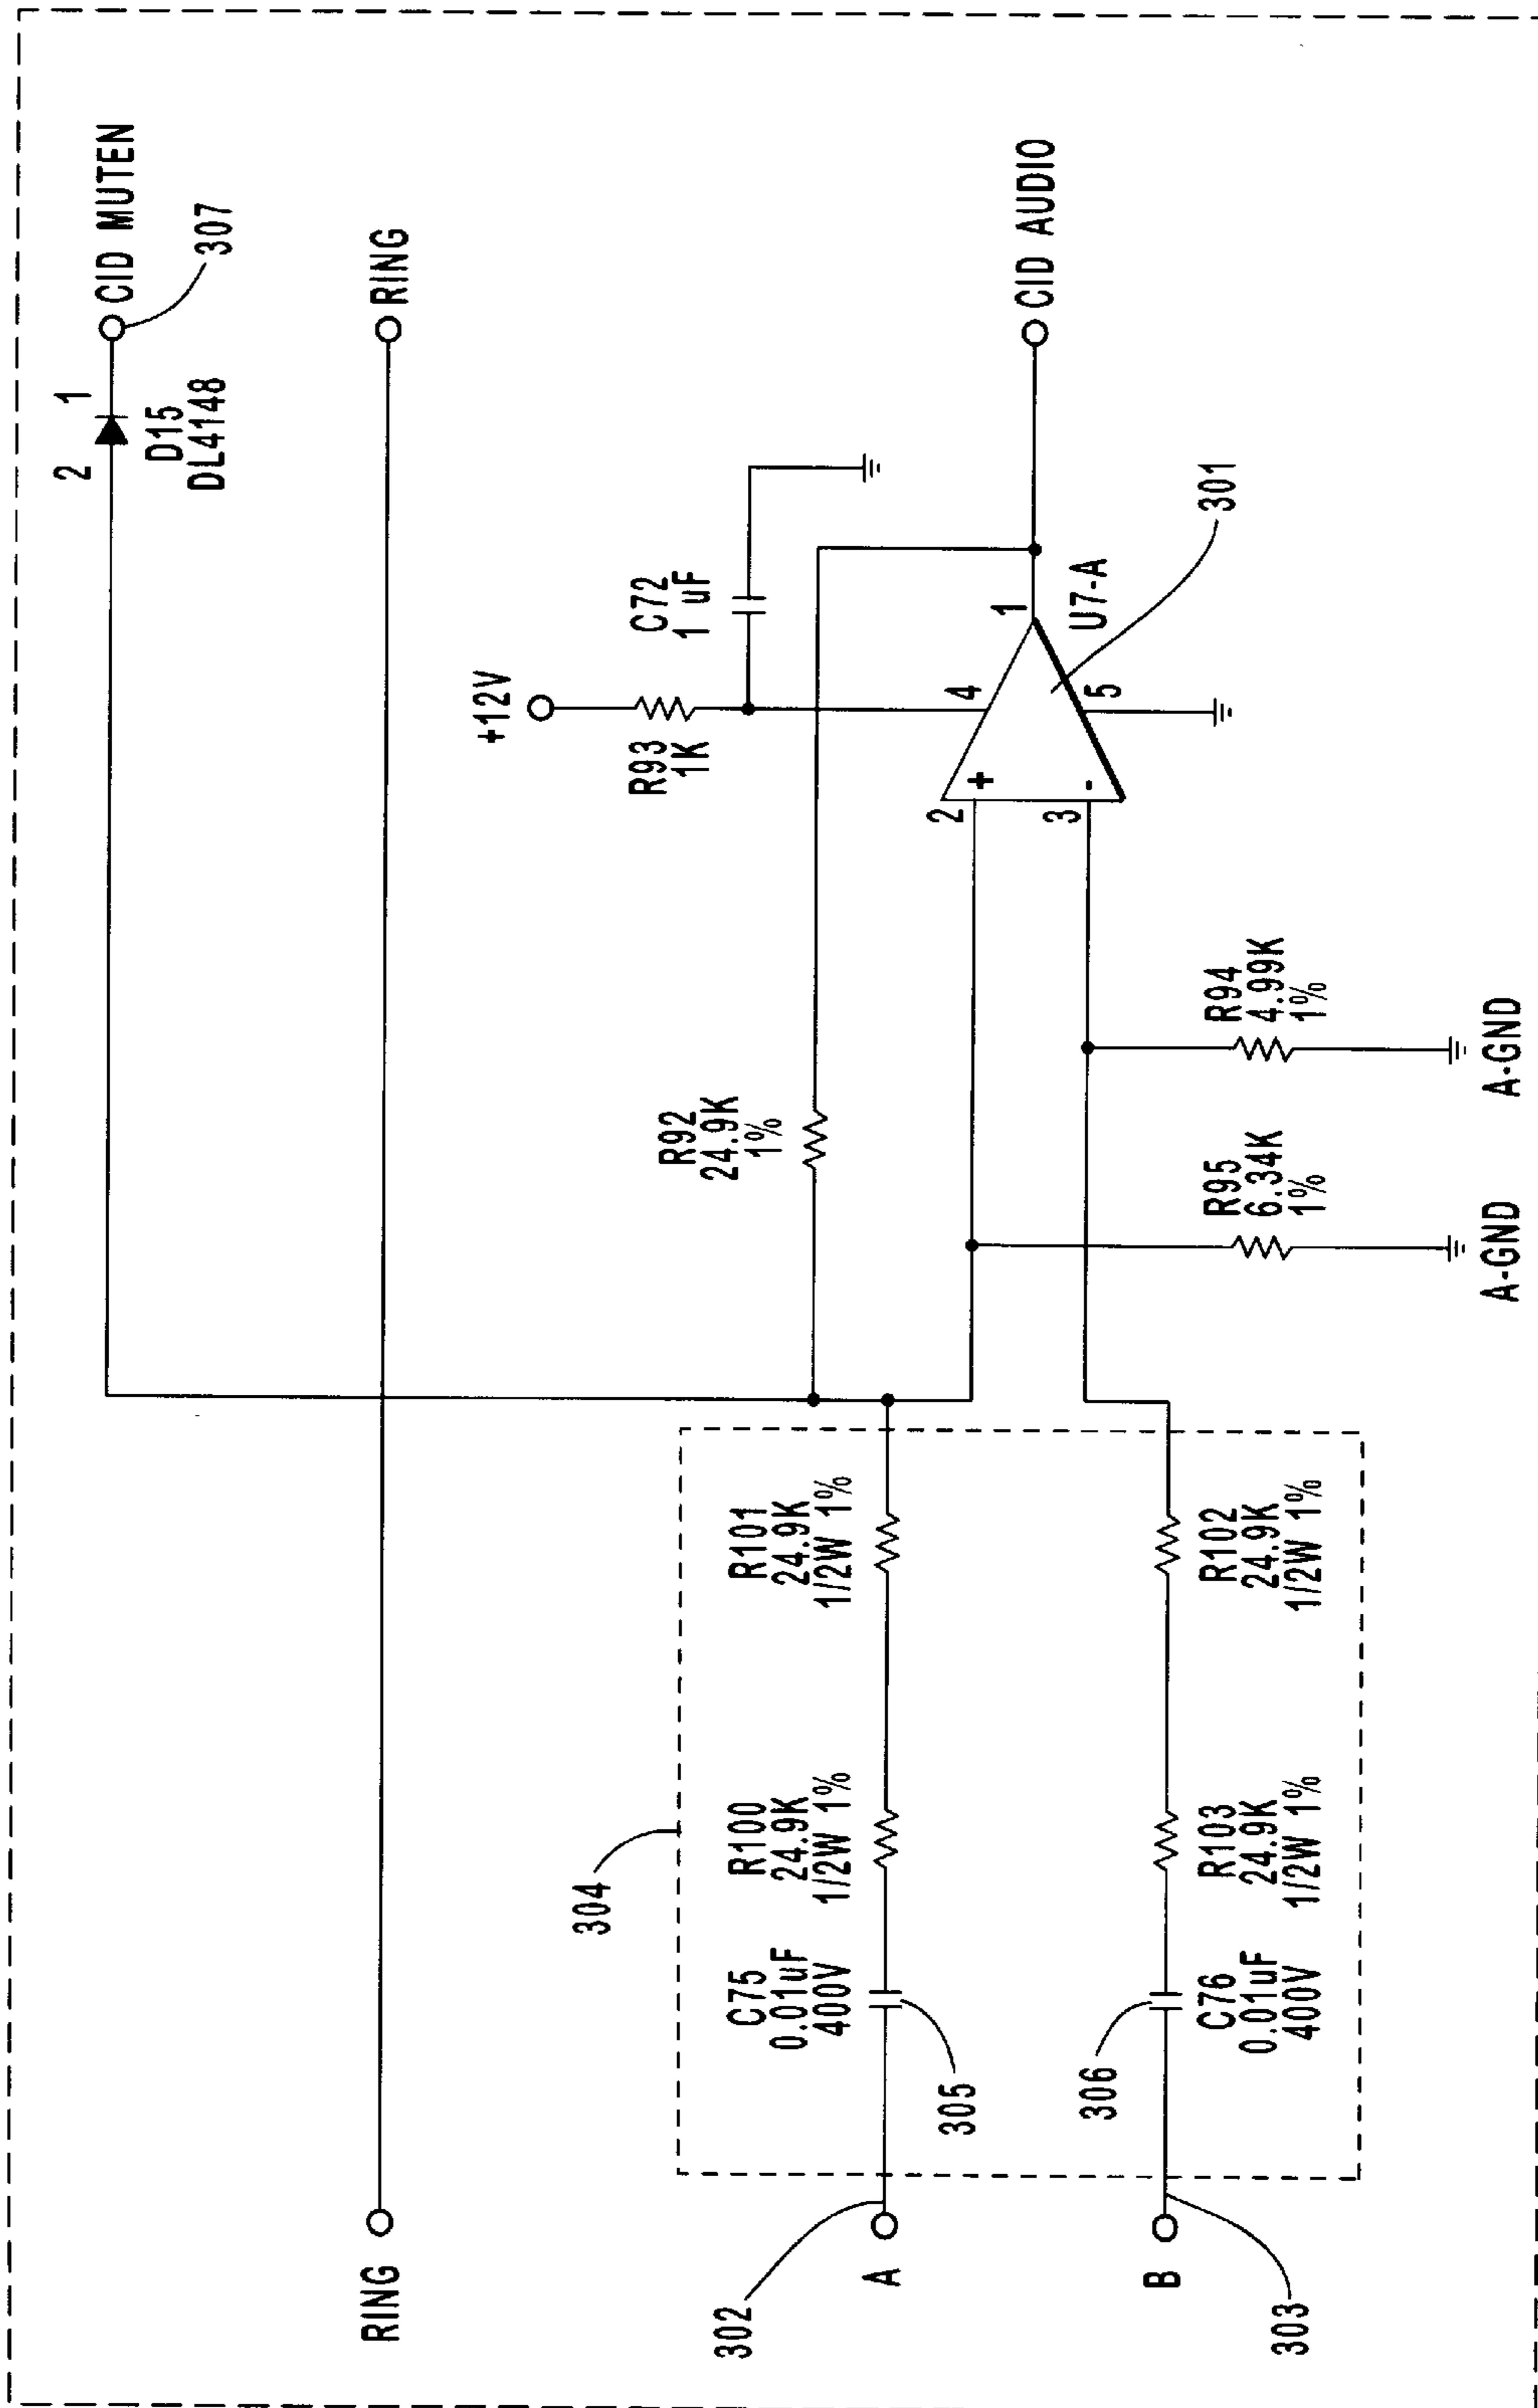 2 1
CID MUTEN
D15
DL4148
307
RING
RING
+12V
C72
1 uF
R93
1K
R92
24.9K
1%
4
2
+
1
CID AUDIO
3
-
5
U7-A
301
304
R100
24.9K
1/2W 1%
R101
24.9K
1/2W 1%
C75
0.01uF
400V
302
A
305
R95
6.34K
1%
R94
4.99K
1%
306
B
C76
0.01uF
400V
R103
24.9K
1/2W 1%
R102
24.9K
1/2W 1%
303
A-GND
A-GND